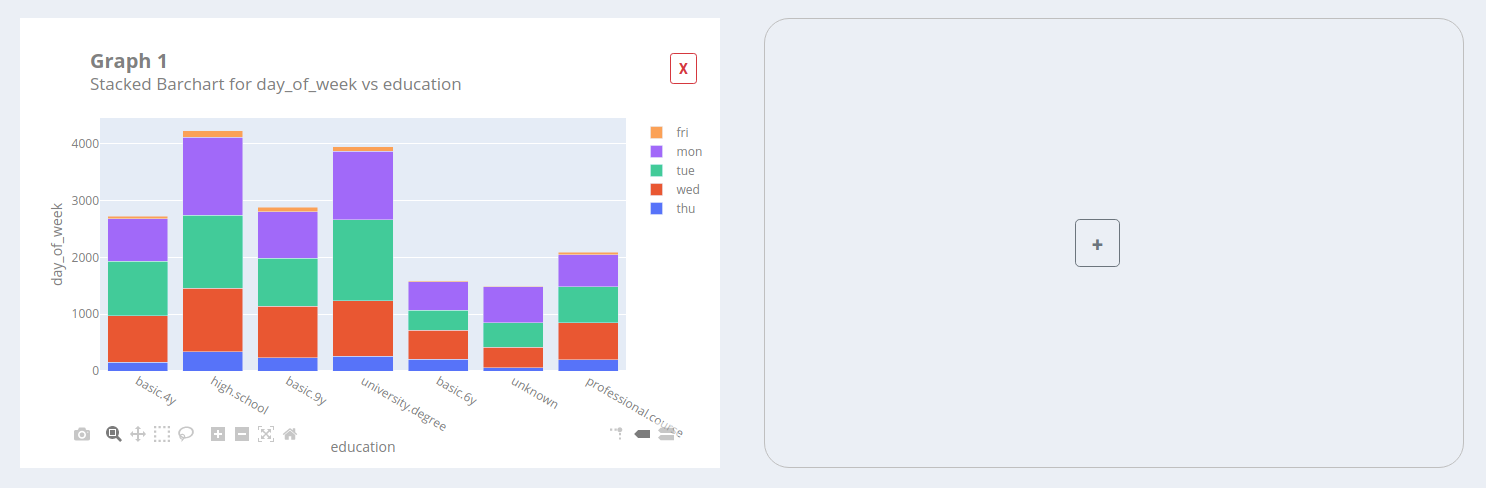 Graph 1
Stacked Barchart for day_of_week vs education
X
fri
mon
tue
wed
thu
4000
3000
2000
1000
0
day_of_week
basic.4y
high.school
basic.9y
university.degree
basic.6y
unknown
professional.course
education
+